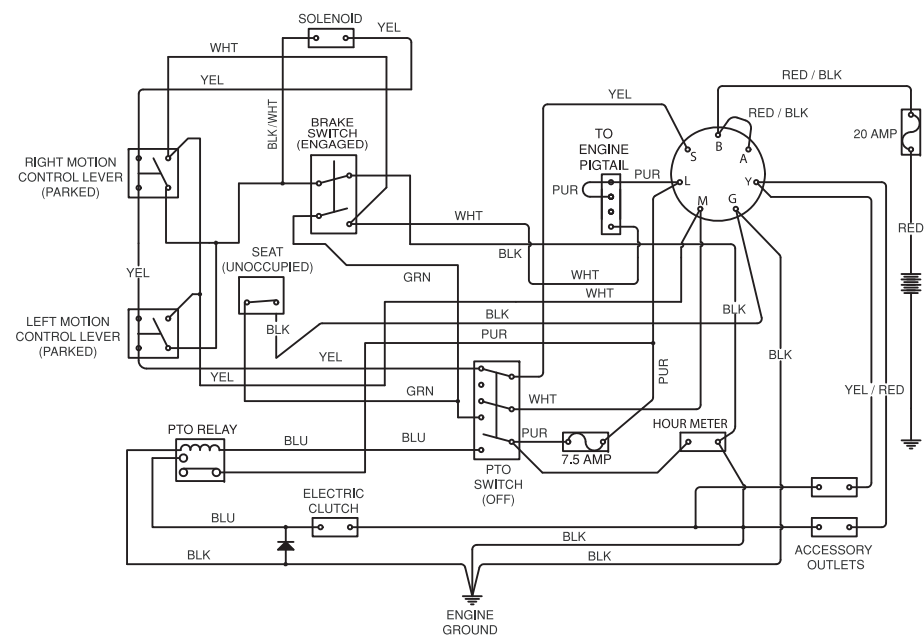 SOLENOID
YEL
WHT
YEL
BLK / WHT
BRAKE
SWITCH
(ENGAGED)
RIGHT MOTION
CONTROL LEVER
(PARKED)
YEL
TO
ENGINE
PIGTAIL
PUR
PUR
RED / BLK
RED / BLK
B
A
S
L
Y
M
G
20 AMP
RED
WHT
BLK
SEAT
(UNOCCUPIED)
GRN
WHT
WHT
YEL
BLK
BLK
BLK
PUR
LEFT MOTION
CONTROL LEVER
(PARKED)
YEL
YEL
GRN
WHT
PUR
BLK
YEL / RED
PTO RELAY
BLU
BLU
PUR
7.5 AMP
HOUR METER
PTO
SWITCH
(OFF)
ELECTRIC
CLUTCH
BLU
BLK
BLK
BLK
ACCESSORY
OUTLETS
ENGINE
GROUND